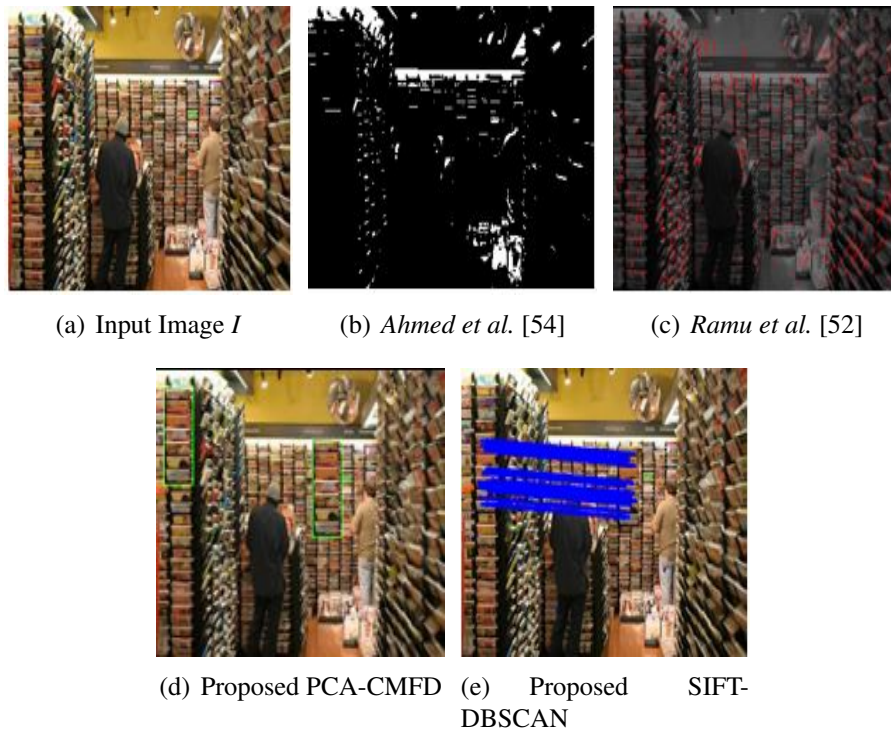 (a) Input Image I
(b) Ahmed et al. [54]
(c) Ramu et al. [52]
(d) Proposed PCA-CMFD
(e) Proposed SIFT-
DBSCAN